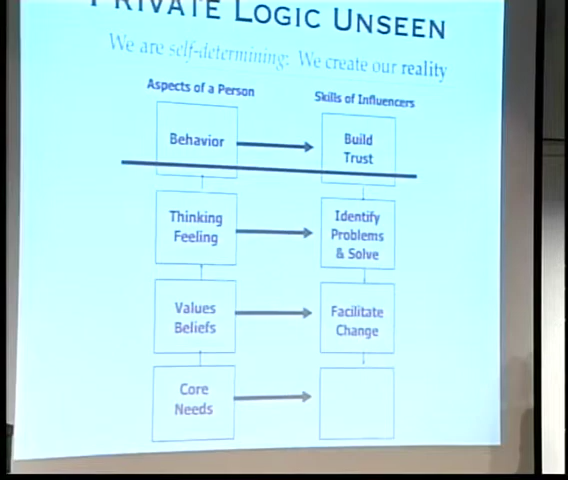 PRIVATE LOGIC UNSEEN
We are self-determining: We create our reality
Aspects of a Person
Skills of Influencers
Behavior
Build
Trust
Thinking
Feeling
Identify
Problems
& Solve
Values
Beliefs
Facilitate
Change
Core
Needs